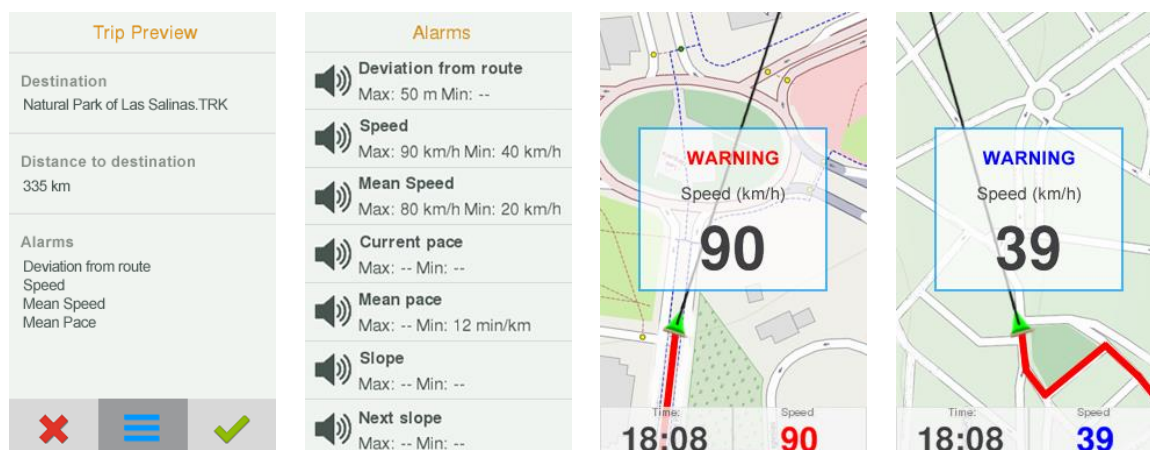 Trip Preview
Destination
Natural Park of Las Salinas.TRK
Distance to destination
335 km
Alarms
Deviation from route
Speed
Mean Speed
Mean Pace
Alarms
Deviation from route
Max: 50 m Min: --
Speed
Max: 90 km/h Min: 40 km/h
Mean Speed
Max: 80 km/h Min: 20 km/h
Current pace
Max: -- Min: --
Mean pace
Max: -- Min: 12 min/km
Slope
Max: -- Min: --
Next slope
Max: -- Min: --
WARNING
Speed (km/h)
90
Time:
Speed
18:08
90
WARNING
Speed (km/h)
39
Time:
Speed
18:08
39